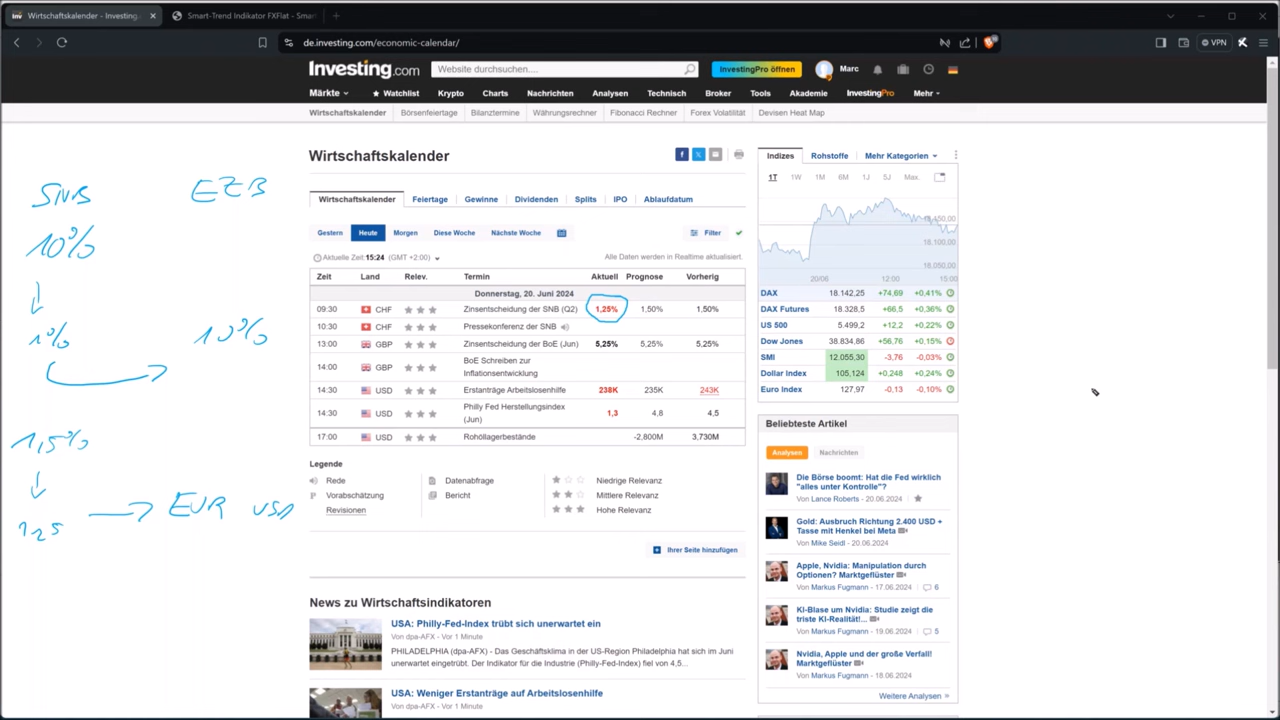 Wirtschaftskalender - Investing.
Smart-Trend Indikator FXFlat - Smar
de.investing.com/economic-calendar/
VPN
Investing.com
Website durchsuchen....
InvestingPro öffnen
Marc
Märkte
Watchlist
Krypto
Charts
Nachrichten
Analysen
Technisch
Broker
Tools
Akademie
InvestingPro
Mehr
Wirtschaftskalender
Börsenfeiertage
Bilanztermine
Währungsrechner
Fibonacci Rechner
Forex Volatilität
Devisen Heat Map
Wirtschaftskalender
Wirtschaftskalender
Feiertage
Gewinne
Dividenden
Splits
IPO
Ablaufdatum
Gestern
Heute
Morgen
Diese Woche
Nächste Woche
Filter
Aktuelle Zeit: 15:24 (GMT +2:00)
Alle Daten werden in Realtime aktualisiert.
Zeit Land Relev. Termin Aktuell Prognose Vorherig
Donnerstag, 20. Juni 2024
09:30 CHF Zinsentscheidung der SNB (Q2) 1,25% 1,50% 1,50%
10:30 CHF Pressekonferenz der SNB
13:00 GBP Zinsentscheidung der BoE (Jun) 5,25% 5,25% 5,25%
14:00 GBP BoE Schreiben zur
Inflationsentwicklung
14:30 USD Erstanträge Arbeitslosenhilfe 238K 235K 243K
14:30 USD Philly Fed Herstellungsindex
(Jun) 1,3 4,8 4,5
17:00 USD Rohöllagerbestände -2,800M 3,730M
Legende
Rede
Datenabfrage
Niedrige Relevanz
Vorabschätzung
Bericht
Mittlere Relevanz
Revisionen
Hohe Relevanz
Ihrer Seite hinzufügen
News zu Wirtschaftsindikatoren
USA: Philly-Fed-Index trübt sich unerwartet ein
Von dpa-AFX - Vor 1 Minute
PHILADELPHIA (dpa-AFX) - Das Geschäftsklima in der US-Region Philadelphia hat sich im Juni
unerwartet eingetrübt. Der Indikator für die Industrie (Philly-Fed-Index) fiel von 4,5...
USA: Weniger Erstanträge auf Arbeitslosenhilfe
Von dpa-AFX - Vor 1 Minute
Indizes
Rohstoffe
Mehr Kategorien
1T 1W 1M 6M 1J 5J Max.
18.100,00
18.050,00
20/06 12:00 15:00
DAX 18.142,25 +74,69 +0,41%
DAX Futures 18.328,5 +66,5 +0,36%
US 500 5.499,2 +12,2 +0,22%
Dow Jones 38.834,86 +56,76 +0,15%
SMI 12.055,30 -3,76 -0,03%
Dollar Index 105,124 +0,248 +0,24%
Euro Index 127,97 -0,13 -0,10%
Beliebteste Artikel
Analysen
Nachrichten
Die Börse boomt: Hat die Fed wirklich
"alles unter Kontrolle"?
Von Lance Roberts - 20.06.2024
Gold: Ausbruch Richtung 2.400 USD +
Tasse mit Henkel bei Meta
Von Mike Seidl - 20.06.2024
Apple, Nvidia: Manipulation durch
Optionen? Marktgeflüster
Von Markus Fugmann - 17.06.2024 6
KI-Blase um Nvidia: Studie zeigt die
triste KI-Realität!...
Von Markus Fugmann - 19.06.2024 5
Nvidia, Apple und der große Verfall!
Marktgeflüster
Von Markus Fugmann - 18.06.2024
Weitere Analysen »
SNB EZB
10%
1% 10%
1,5%
1,25 EUR USD